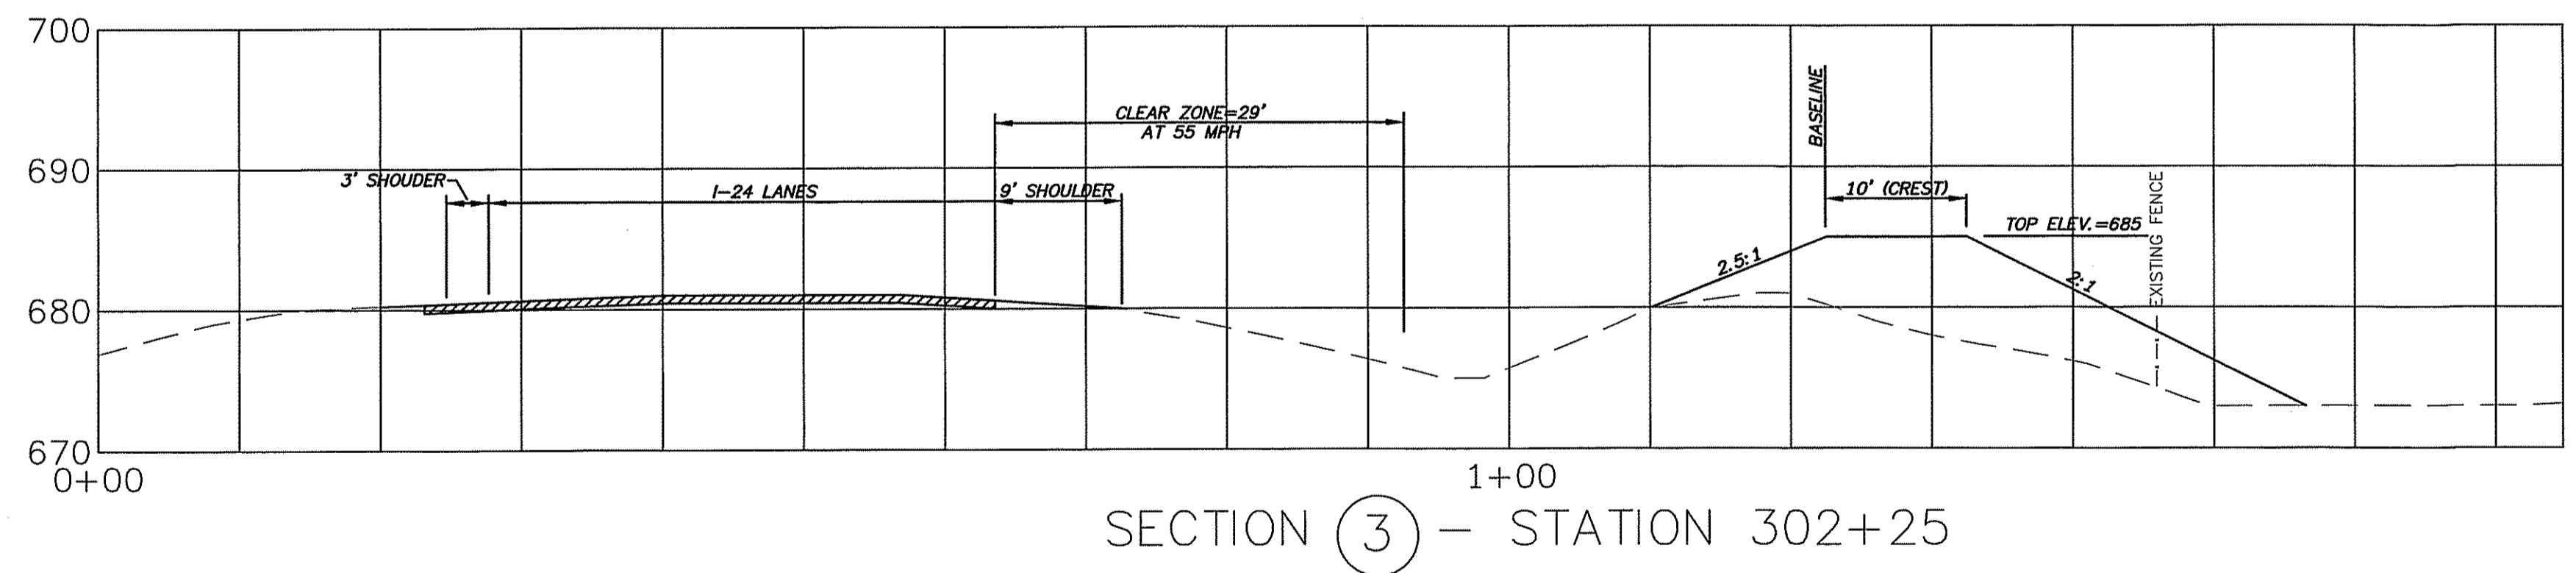 700
CLEAR ZONE=29'
AT 55 MPH
BASELINE
690
3' SHOUDER
I-24 LANES
9' SHOULDER
10' (CREST)
EXISTING FENCE
TOP ELEV.=685
2.5:1
2:1
680
670
0+00
1+00
SECTION 3 - STATION 302+25